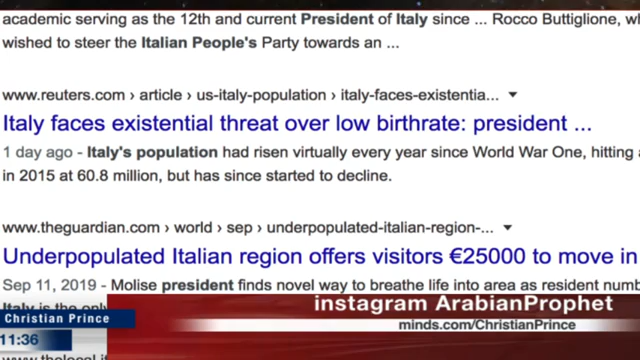 academic serving as the 12th and current President of Italy since ... Rocco Buttiglione,
wished to steer the Italian People's Party towards an ...
www.reuters.com › article › us-italy-population › italy-faces-existentia...
Italy faces existential threat over low birthrate: president ...
1 day ago - Italy's population had risen virtually every year since World War One, hitting
in 2015 at 60.8 million, but has since started to decline.
www.theguardian.com › world › sep › underpopulated-italian-region-...
Underpopulated Italian region offers visitors €25000 to move in
Sep 11, 2019 - Molise president finds novel way to breathe life into area as resident
Italy is the only
instagram ArabianProphet
Christian Prince
minds.com/ChristianPrince
11:36